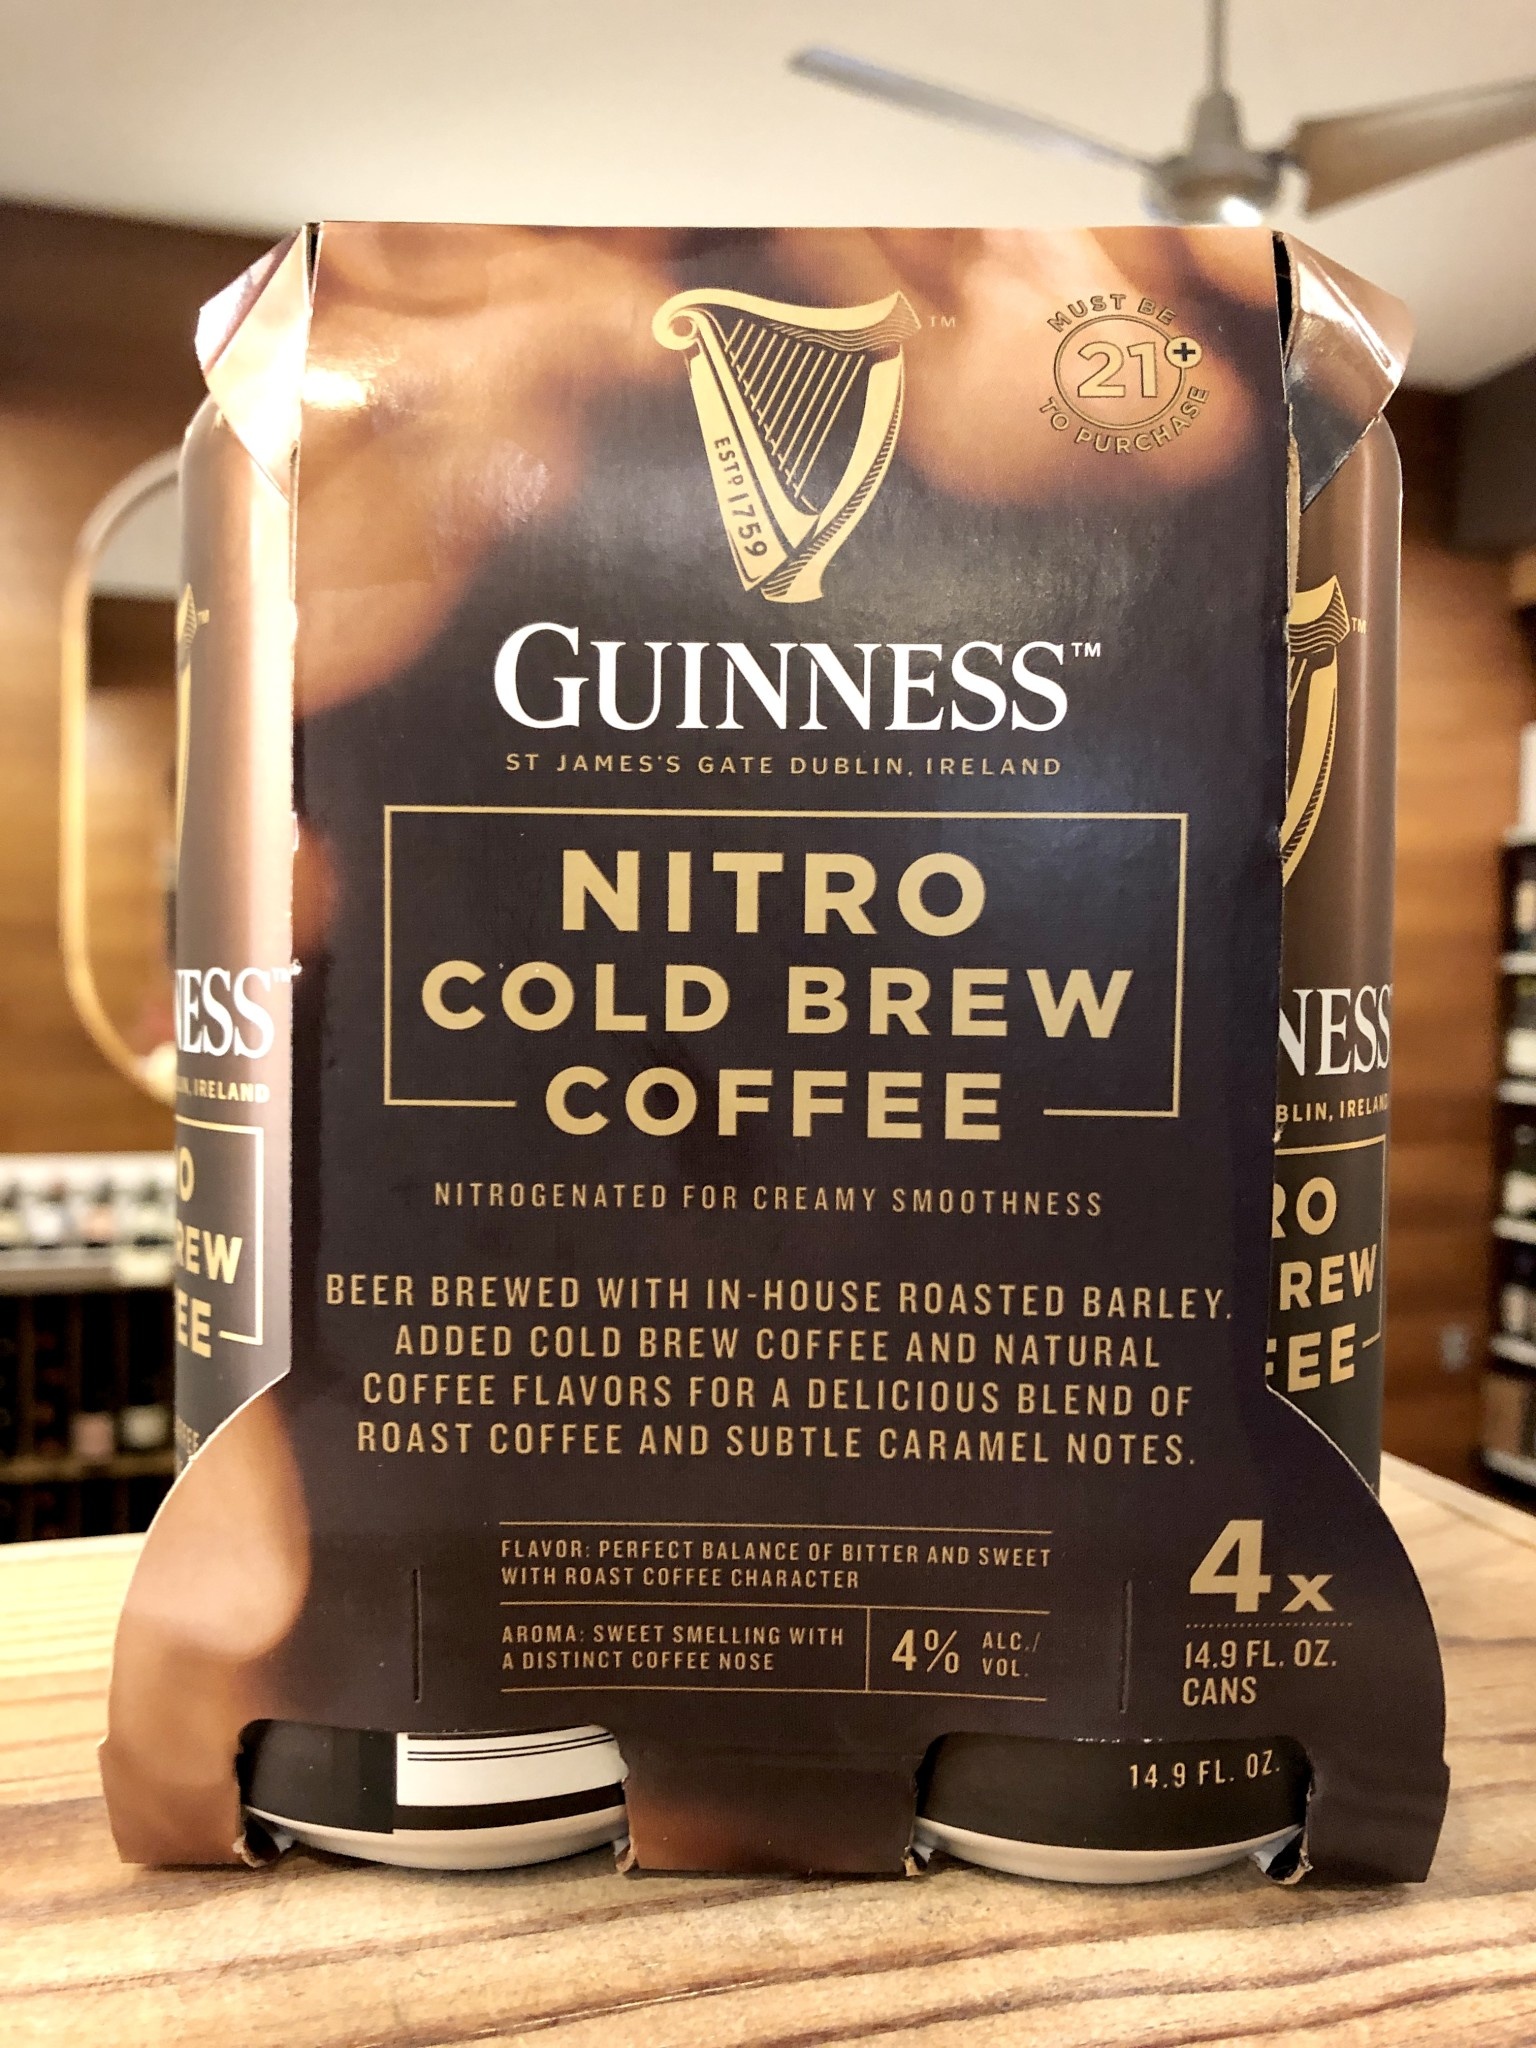 MUST BE
21+
TO PURCHASE
TM
ESTD 1759
GUINNESS™
ST JAMES'S GATE DUBLIN, IRELAND
NITRO
COLD BREW
COFFEE
NITROGENATED FOR CREAMY SMOOTHNESS
BEER BREWED WITH IN-HOUSE ROASTED BARLEY.
ADDED COLD BREW COFFEE AND NATURAL
COFFEE FLAVORS FOR A DELICIOUS BLEND OF
ROAST COFFEE AND SUBTLE CARAMEL NOTES.
FLAVOR: PERFECT BALANCE OF BITTER AND SWEET
WITH ROAST COFFEE CHARACTER
AROMA: SWEET SMELLING WITH
A DISTINCT COFFEE NOSE
4% ALC./
VOL.
4x
14.9 FL. OZ.
CANS
14.9 FL. OZ.
TM
NESS™
IRELAND
O
REW
EE
TM
NESS
BLIN, IRELAND
RO
REW
FEE